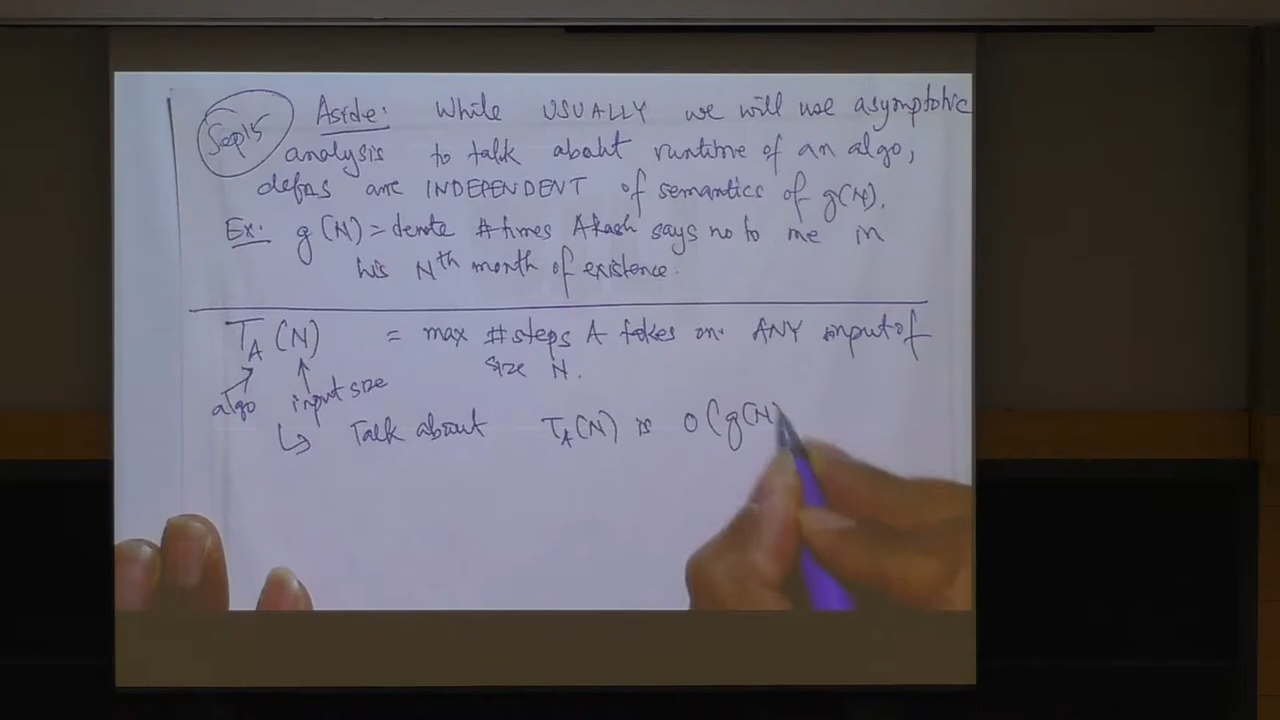 Sep 15
Aside: While USUALLY we will use asymptotic
analysis to talk about runtime of an algo,
defns are INDEPENDENT of semantics of g(N).
Ex: g(N) = denote # times Akash says no to me in
his Nth month of existence.
T_A (N) = max # steps A takes on ANY input of
size N.
algo input size
↳ Talk about T_A(N) is O(g(N)